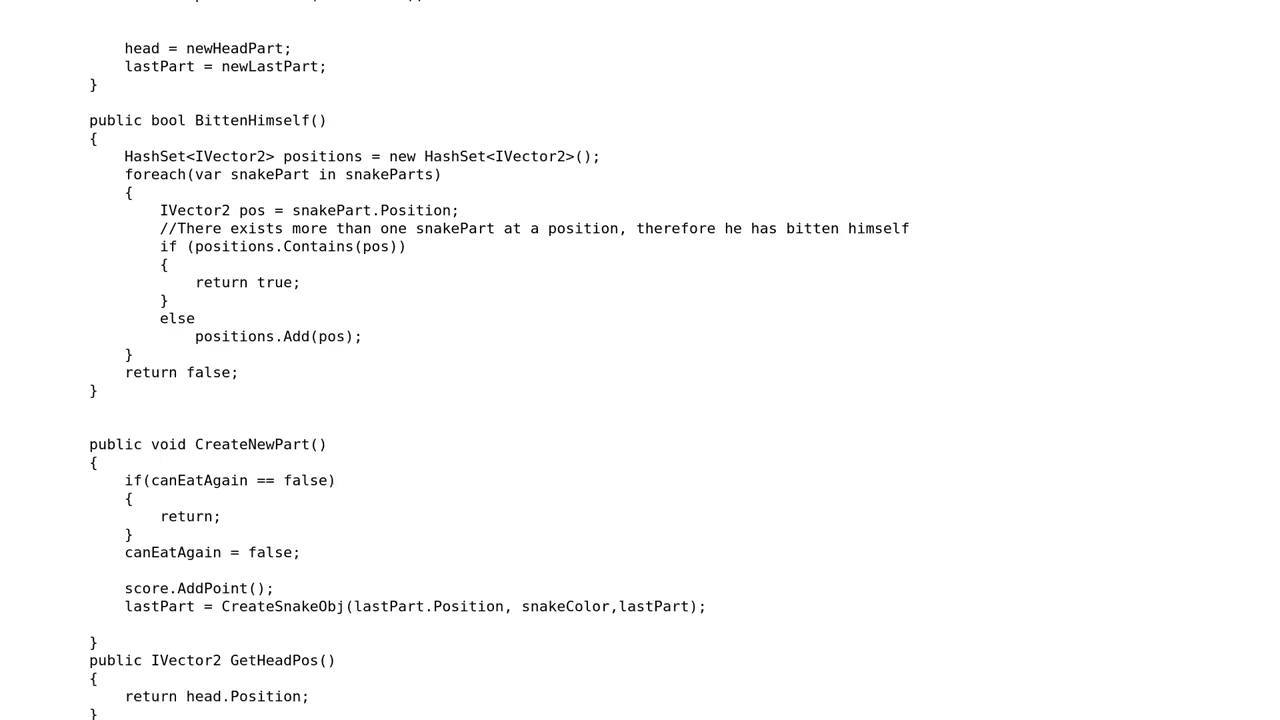 head = newHeadPart;
lastPart = newLastPart;
}
public bool BittenHimself()
{
HashSet<IVector2> positions = new HashSet<IVector2>();
foreach(var snakePart in snakeParts)
{
IVector2 pos = snakePart.Position;
//There exists more than one snakePart at a position, therefore he has bitten himself
if (positions.Contains(pos))
{
return true;
}
else
positions.Add(pos);
}
return false;
}
public void CreateNewPart()
{
if(canEatAgain == false)
{
return;
}
canEatAgain = false;
score.AddPoint();
lastPart = CreateSnakeObj(lastPart.Position, snakeColor,lastPart);
}
public IVector2 GetHeadPos()
{
return head.Position;
}